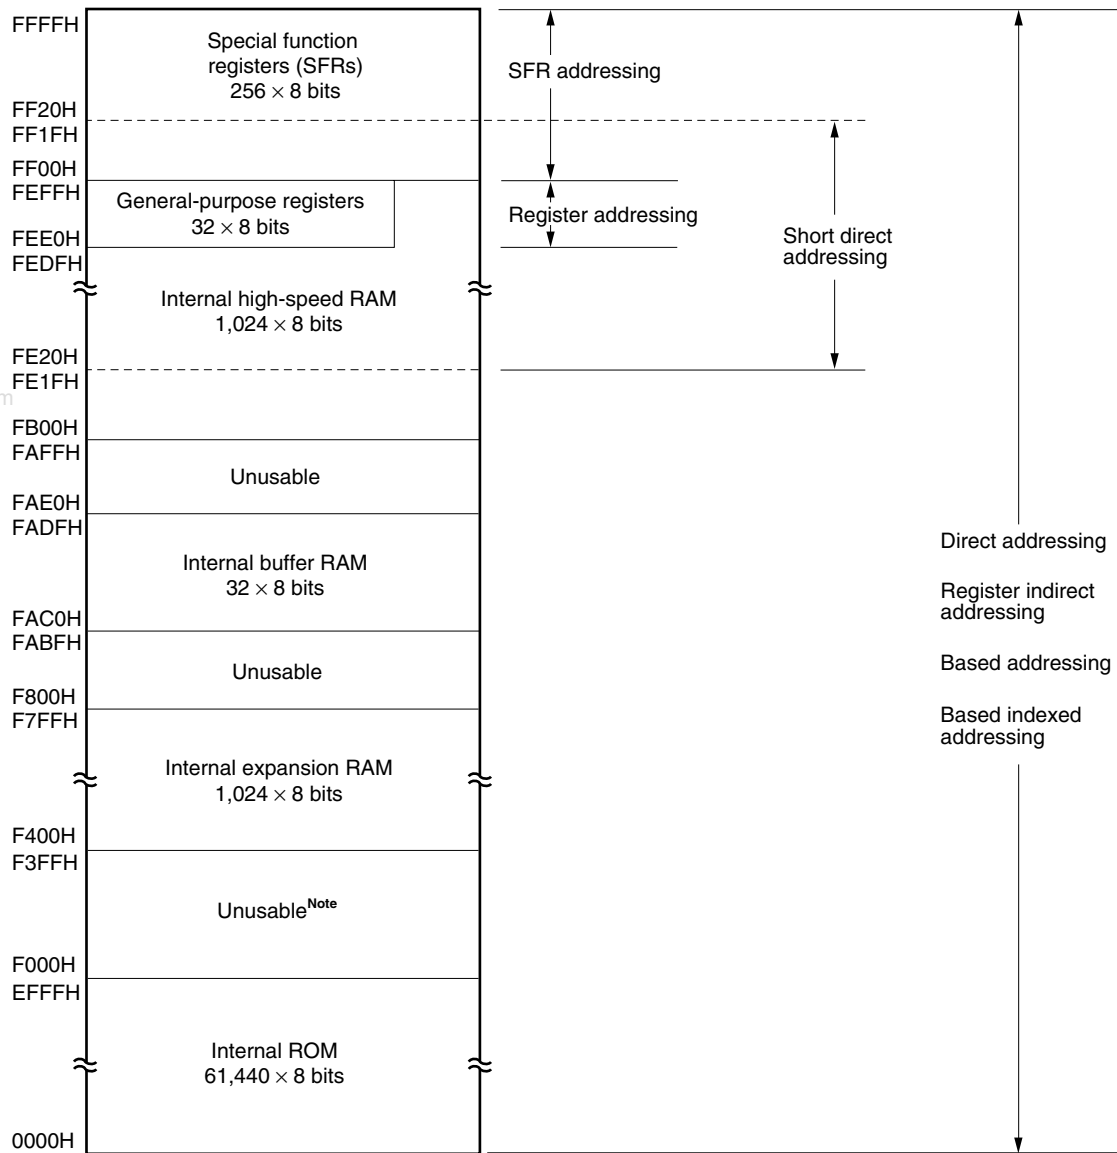 FFFFH
Special function
registers (SFRs)
256 × 8 bits
SFR addressing
FF20H
FF1FH
FF00H
FEFFH
General-purpose registers
32 × 8 bits
Register addressing
Short direct
addressing
FEE0H
FEDFH
Internal high-speed RAM
1,024 × 8 bits
FE20H
FE1FH
m
FB00H
FAFFH
Unusable
FAE0H
FADFH
Internal buffer RAM
32 × 8 bits
Direct addressing
Register indirect
addressing
Based addressing
Based indexed
addressing
FAC0H
FABFH
Unusable
F800H
F7FFH
Internal expansion RAM
1,024 × 8 bits
F400H
F3FFH
Unusable Note
F000H
EFFFH
Internal ROM
61,440 × 8 bits
0000H